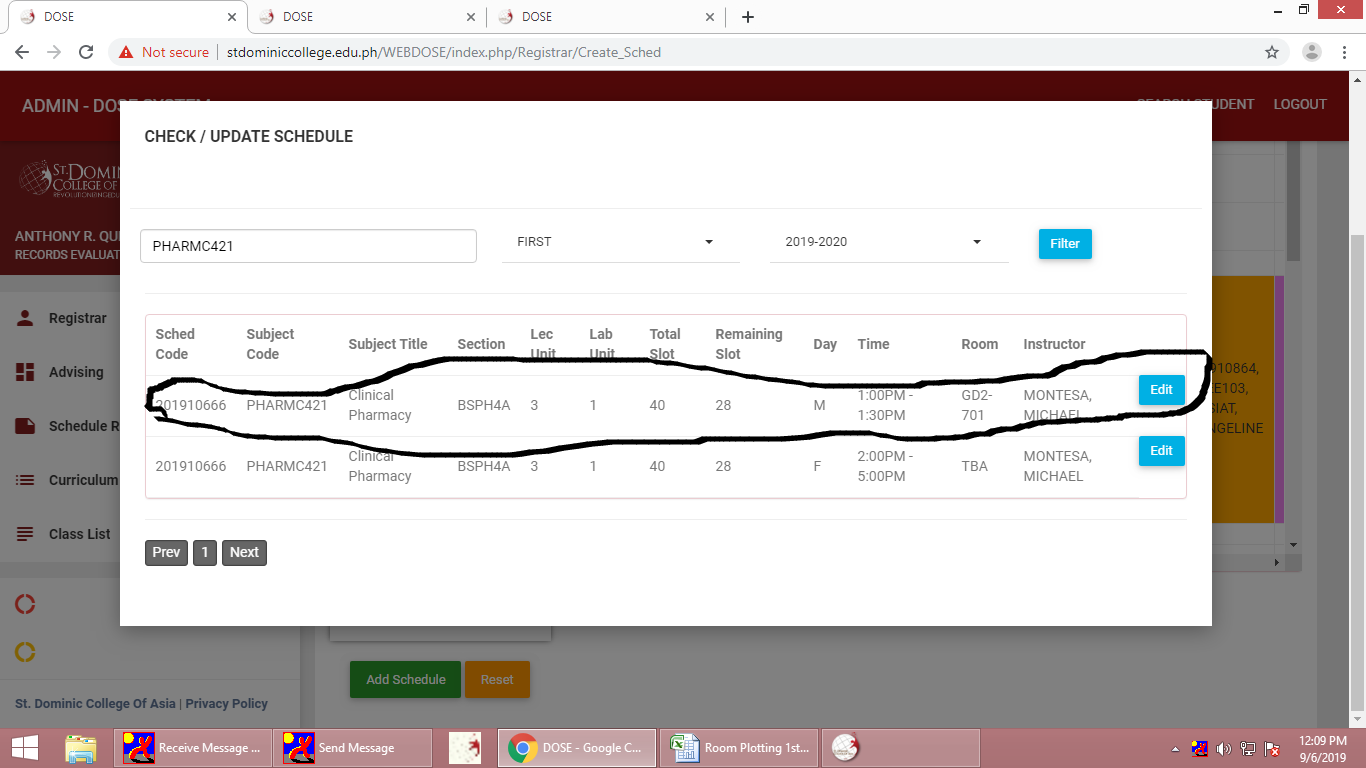 DOSE
DOSE
DOSE
Not secure | stdominiccollege.edu.ph/WEBDOSE/index.php/Registrar/Create_Sched
ADMIN - DOSE SYSTEM
SEARCH STUDENT LOGOUT
CHECK / UPDATE SCHEDULE
ST. DOMIN
COLLEGE OF
ANTHONY R. QU
RECORDS EVALUAT
PHARMC421 FIRST 2019-2020 Filter
Registrar
Advising
Schedule R
Curriculum
Class List
Sched Code Subject Code Subject Title Section Lec Unit Lab Unit Total Slot Remaining Slot Day Time Room Instructor
201910666 PHARMC421 Clinical Pharmacy BSPH4A 3 1 40 28 M 1:00PM - 1:30PM GD2-701 MONTESA, MICHAEL Edit
201910666 PHARMC421 Clinical Pharmacy BSPH4A 3 1 40 28 F 2:00PM - 5:00PM TBA MONTESA, MICHAEL Edit
910864,
E103,
SIAT,
NGELINE
Prev 1 Next
Add Schedule Reset
St. Dominic College Of Asia | Privacy Policy
Receive Message ... Send Message DOSE - Google C... Room Plotting 1st...
12:09 PM
9/6/2019